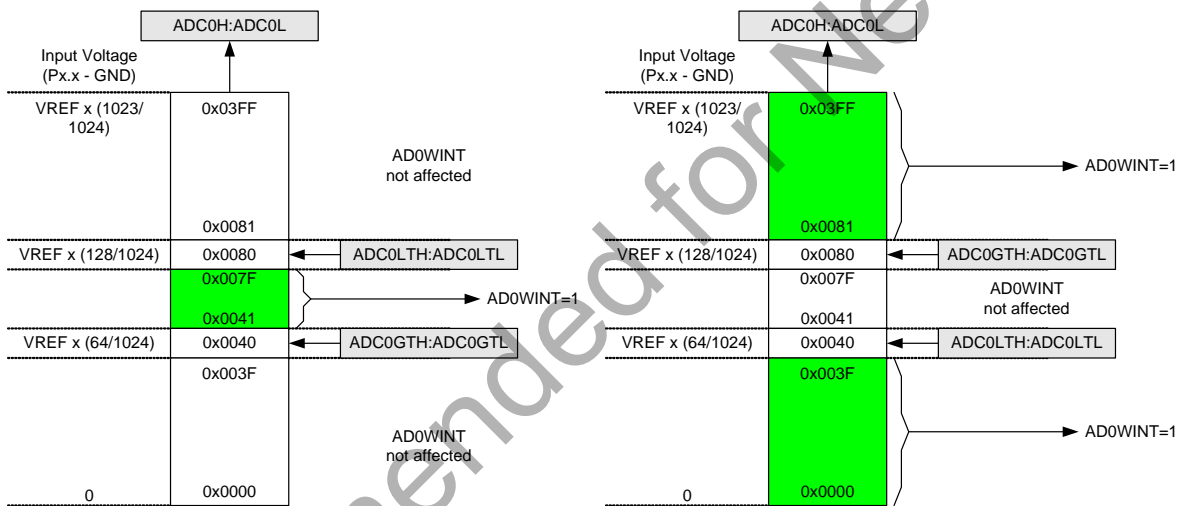 ADC0H:ADC0L
Input Voltage
(Px.x - GND)
VREF x (1023/
1024)
0x03FF
AD0WINT
not affected
0x0081
VREF x (128/1024)
0x0080
ADC0LTH:ADC0LTL
0x007F
AD0WINT=1
0x0041
VREF x (64/1024)
0x0040
ADC0GTH:ADC0GTL
0x003F
AD0WINT
not affected
0
0x0000
ADC0H:ADC0L
Input Voltage
(Px.x - GND)
VREF x (1023/
1024)
0x03FF
AD0WINT=1
0x0081
VREF x (128/1024)
0x0080
ADC0GTH:ADC0GTL
0x007F
AD0WINT
not affected
0x0041
VREF x (64/1024)
0x0040
ADC0LTH:ADC0LTL
0x003F
AD0WINT=1
0
0x0000
mended for Ne